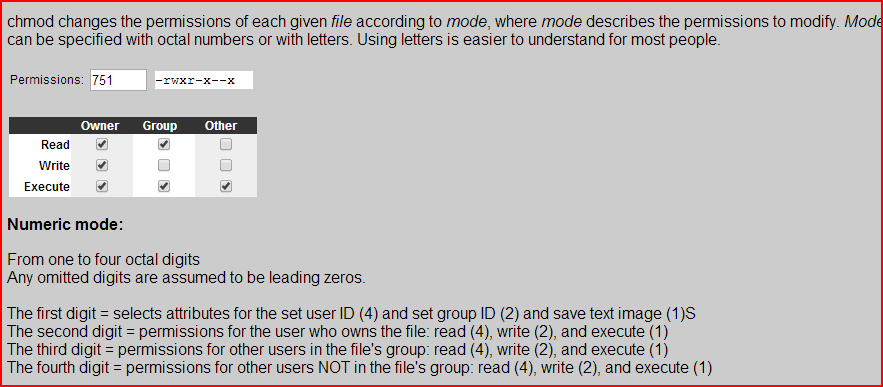 chmod changes the permissions of each given file according to mode, where mode describes the permissions to modify. Mode
can be specified with octal numbers or with letters. Using letters is easier to understand for most people.
Permissions: 751 -rwxr-x--x
Owner Group Other
Read
Write
Execute
Numeric mode:
From one to four octal digits
Any omitted digits are assumed to be leading zeros.
The first digit = selects attributes for the set user ID (4) and set group ID (2) and save text image (1)S
The second digit = permissions for the user who owns the file: read (4), write (2), and execute (1)
The third digit = permissions for other users in the file's group: read (4), write (2), and execute (1)
The fourth digit = permissions for other users NOT in the file's group: read (4), write (2), and execute (1)